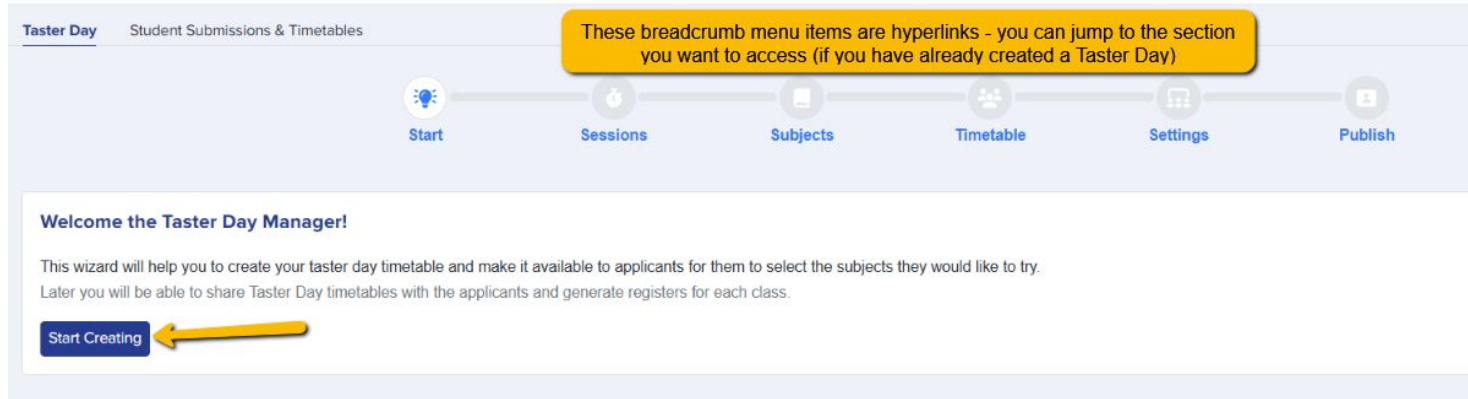 Taster Day Student Submissions & Timetables
These breadcrumb menu items are hyperlinks - you can jump to the section
you want to access (if you have already created a Taster Day)
Start Sessions Subjects Timetable Settings Publish
Welcome the Taster Day Manager!
This wizard will help you to create your taster day timetable and make it available to applicants for them to select the subjects they would like to try.
Later you will be able to share Taster Day timetables with the applicants and generate registers for each class.
Start Creating